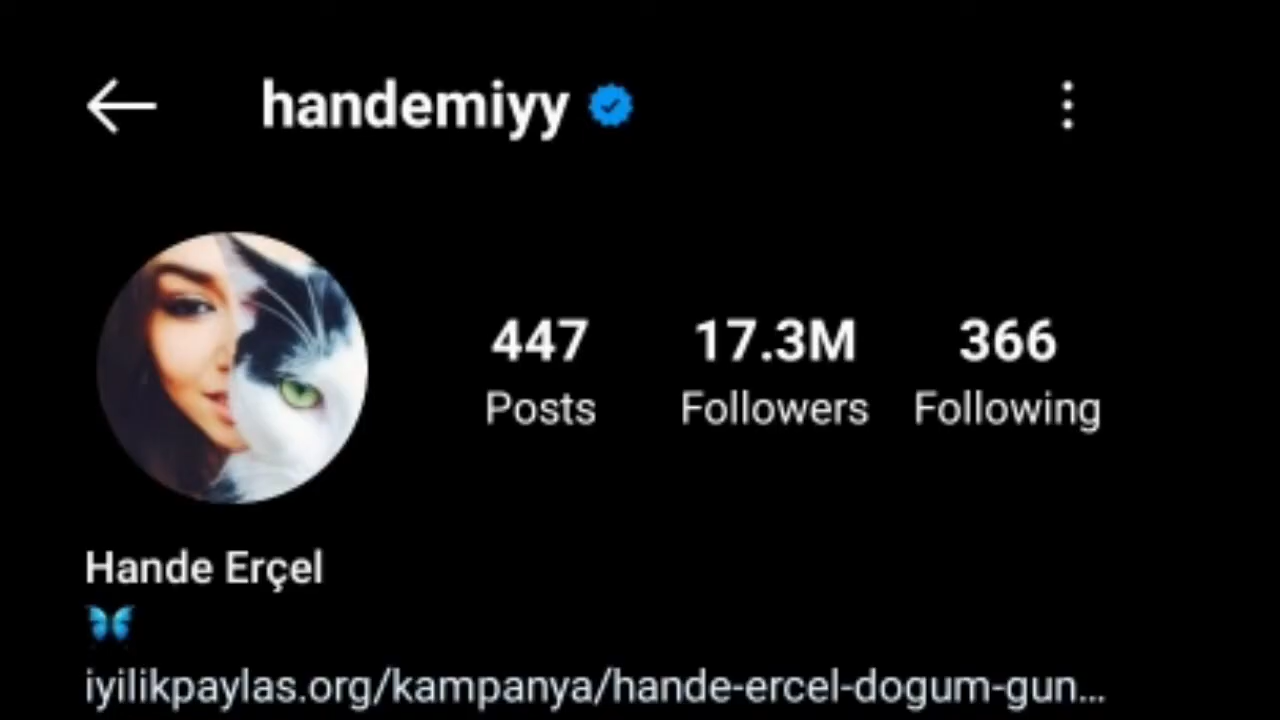 handemiyy
447 17.3M 366
Posts Followers Following
Hande Erçel
iyilikpaylas.org/kampanya/hande-ercel-dogum-gun...